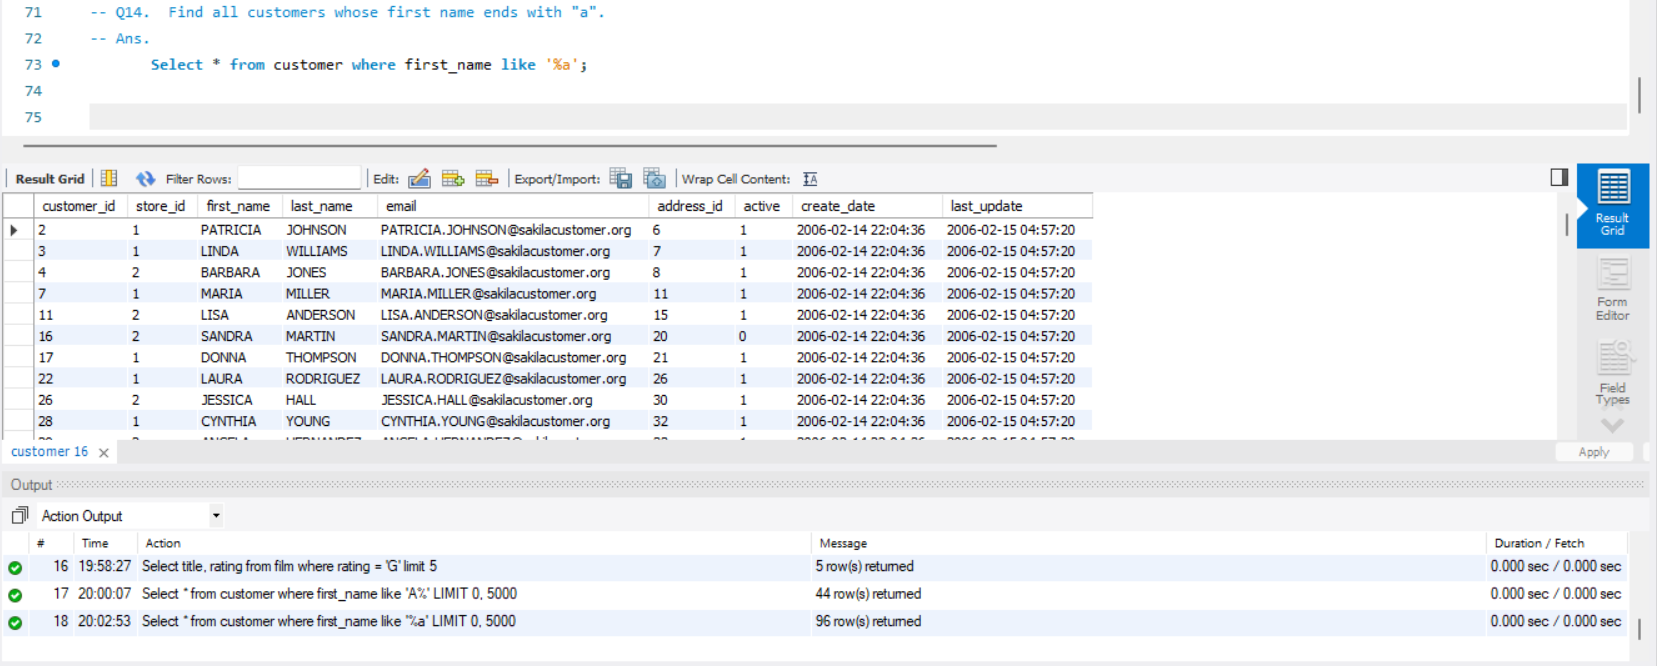 71 -- Q14.  Find all customers whose first name ends with "a".
72 -- Ans.
73 Select * from customer where first_name like '%a';
74
75
Result Grid Filter Rows: Edit: Export/Import: Wrap Cell Content:
customer_id store_id first_name last_name email address_id active create_date last_update
2 1 PATRICIA JOHNSON PATRICIA.JOHNSON@sakilacustomer.org 6 1 2006-02-14 22:04:36 2006-02-15 04:57:20
3 1 LINDA WILLIAMS LINDA.WILLIAMS@sakilacustomer.org 7 1 2006-02-14 22:04:36 2006-02-15 04:57:20
4 2 BARBARA JONES BARBARA.JONES@sakilacustomer.org 8 1 2006-02-14 22:04:36 2006-02-15 04:57:20
7 1 MARIA MILLER MARIA.MILLER@sakilacustomer.org 11 1 2006-02-14 22:04:36 2006-02-15 04:57:20
11 2 LISA ANDERSON LISA.ANDERSON@sakilacustomer.org 15 1 2006-02-14 22:04:36 2006-02-15 04:57:20
16 2 SANDRA MARTIN SANDRA.MARTIN@sakilacustomer.org 20 0 2006-02-14 22:04:36 2006-02-15 04:57:20
17 1 DONNA THOMPSON DONNA.THOMPSON@sakilacustomer.org 21 1 2006-02-14 22:04:36 2006-02-15 04:57:20
22 1 LAURA RODRIGUEZ LAURA.RODRIGUEZ@sakilacustomer.org 26 1 2006-02-14 22:04:36 2006-02-15 04:57:20
26 2 JESSICA HALL JESSICA.HALL@sakilacustomer.org 30 1 2006-02-14 22:04:36 2006-02-15 04:57:20
28 1 CYNTHIA YOUNG CYNTHIA.YOUNG@sakilacustomer.org 32 1 2006-02-14 22:04:36 2006-02-15 04:57:20
Result
Grid
Form
Editor
Field
Types
customer 16
Apply
Output
Action Output
# Time Action Message Duration / Fetch
16 19:58:27 Select title, rating from film where rating = 'G' limit 5 5 row(s) returned 0.000 sec / 0.000 sec
17 20:00:07 Select * from customer where first_name like 'A%' LIMIT 0, 5000 44 row(s) returned 0.000 sec / 0.000 sec
18 20:02:53 Select * from customer where first_name like '%a' LIMIT 0, 5000 96 row(s) returned 0.000 sec / 0.000 sec